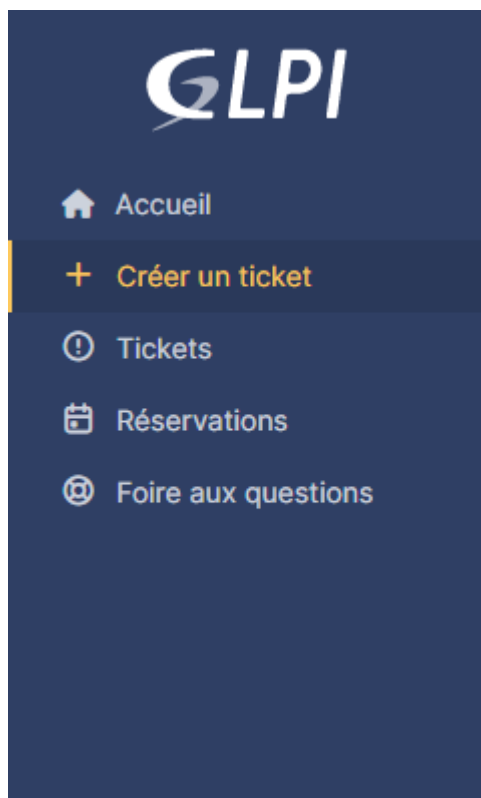 GLPI
Accueil
Créer un ticket
Tickets
Réservations
Foire aux questions